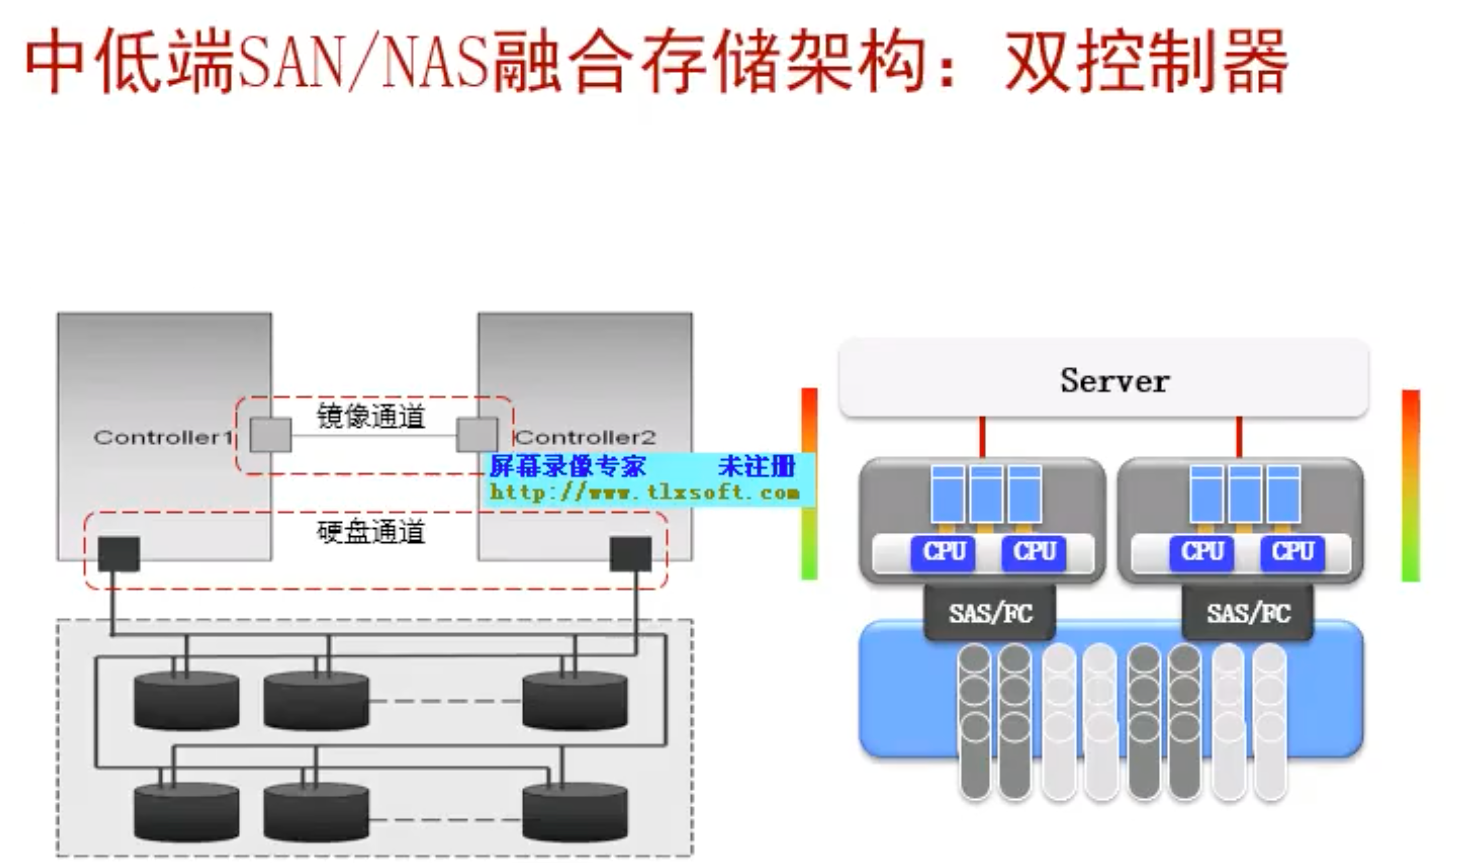 中低端SAN/NAS融合存储架构：双控制器
镜像通道
Controller1
Controller2
屏幕录像专家 未注册
http://www.tlxsoft.com
硬盘通道
Server
CPU CPU CPU CPU
SAS/FC SAS/FC